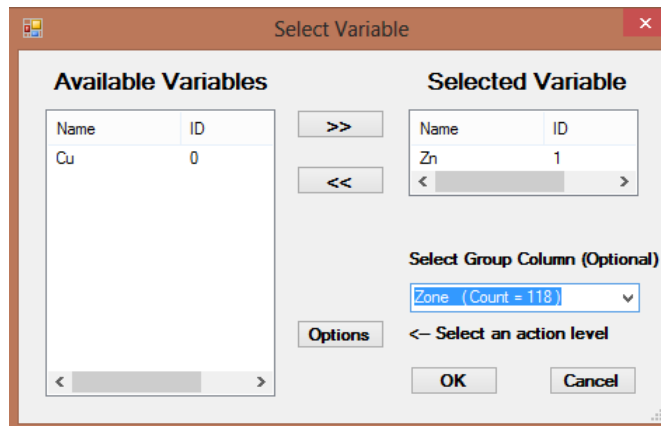 Select Variable
×
Available Variables
Name ID
Cu 0
>>
<<
Options
Selected Variable
Name ID
Zn 1
Select Group Column (Optional)
Zone (Count = 118)
<-- Select an action level
OK
Cancel